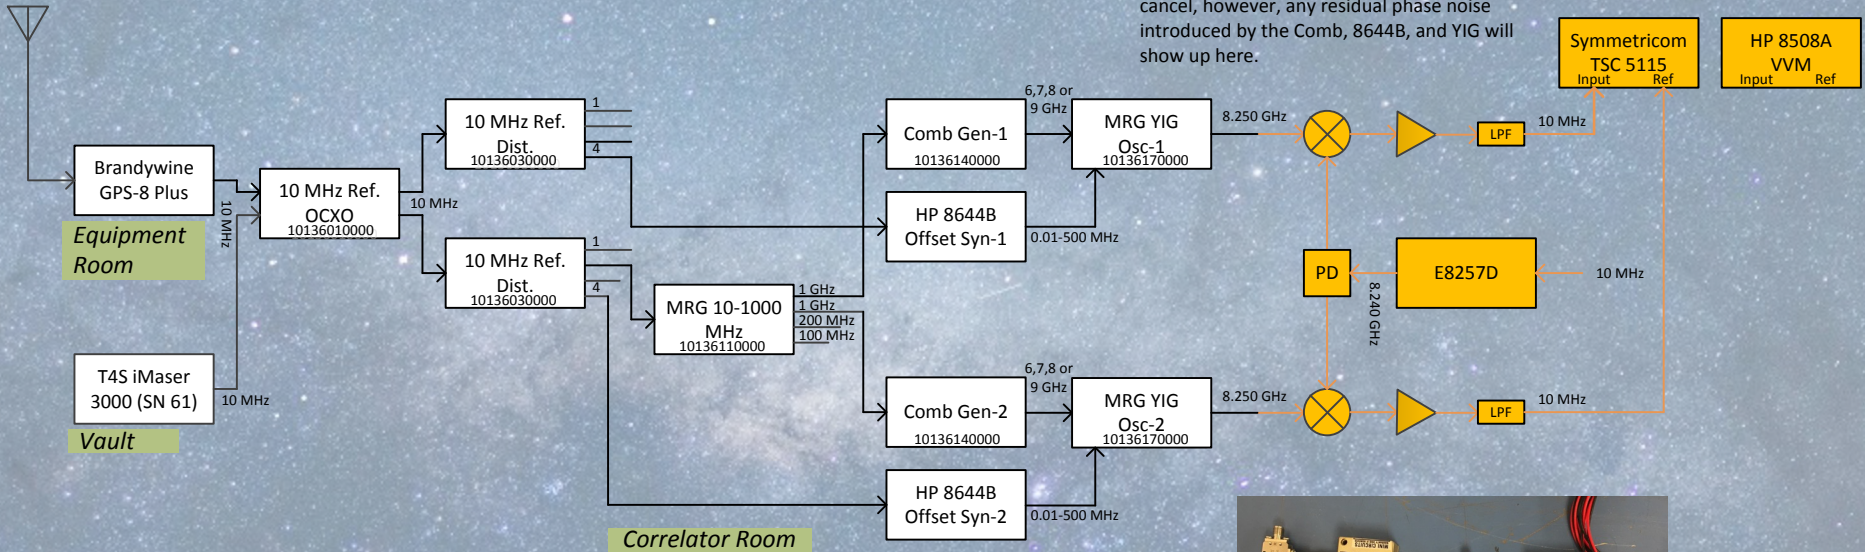 cancel, however, any residual phase noise
introduced by the Comb, 8644B, and YIG will
show up here.
Symmetricom
TSC 5115
Input Ref
HP 8508A
VVM
Input Ref
Brandywine
GPS-8 Plus
10 MHz
Equipment
Room
T4S iMaser
3000 (SN 61)
10 MHz
Vault
10 MHz Ref.
OCXO
10136010000
10 MHz
10 MHz Ref.
Dist.
10136030000
1
4
10 MHz Ref.
Dist.
10136030000
1
4
MRG 10-1000
MHz
10136110000
1 GHz
1 GHz
200 MHz
100 MHz
Comb Gen-1
10136140000
6,7,8 or
9 GHz
MRG YIG
Osc-1
10136170000
8.250 GHz
HP 8644B
Offset Syn-1
0.01-500 MHz
LPF
10 MHz
PD
E8257D
10 MHz
8.240 GHz
Comb Gen-2
10136140000
6,7,8 or
9 GHz
MRG YIG
Osc-2
10136170000
8.250 GHz
LPF
10 MHz
HP 8644B
Offset Syn-2
0.01-500 MHz
Correlator Room
MINI CIRCUITS